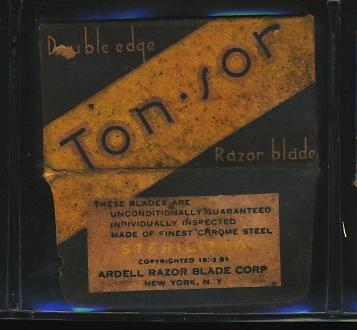 Double edge
Ton·sor
Razor blade
THESE BLADES ARE
UNCONDITIONALLY GUARANTEED
INDIVIDUALLY INSPECTED
MADE OF FINEST CHROME STEEL
COPYRIGHTED BY
ARDELL RAZOR BLADE CORP
NEW YORK, N.Y